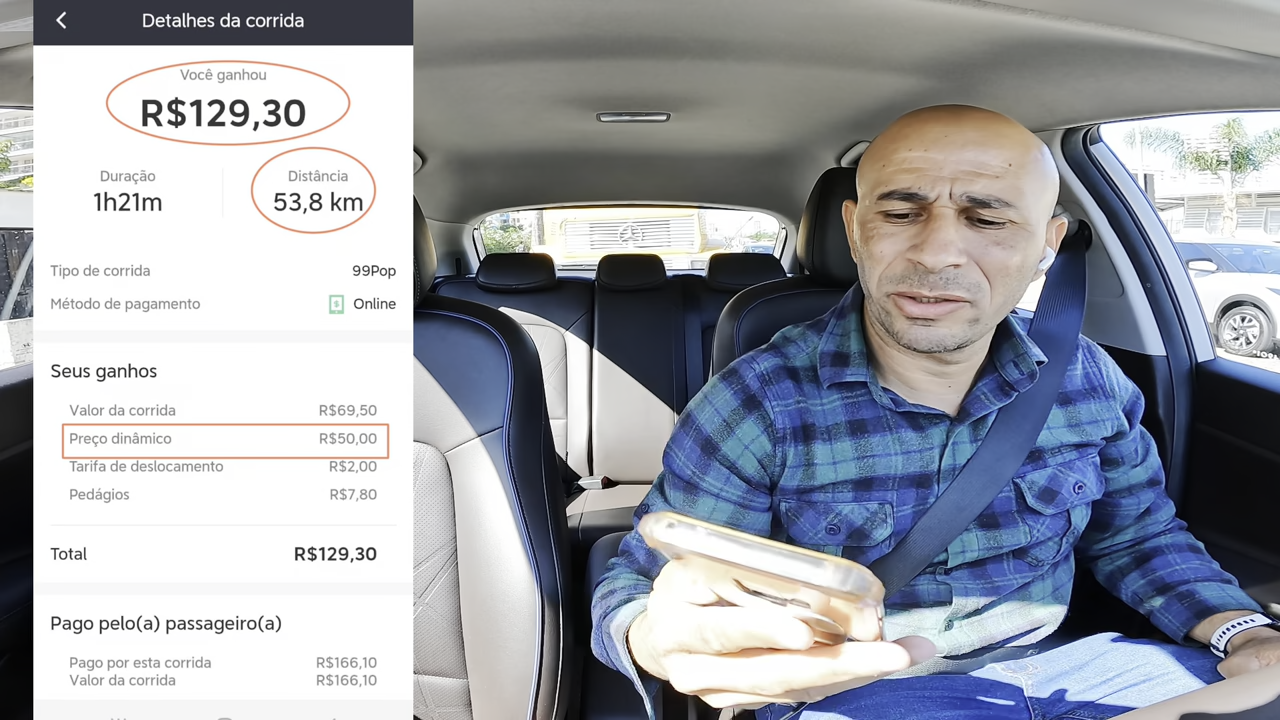 Detalhes da corrida
Você ganhou
R$129,30
Duração
1h21m
Distância
53,8 km
Tipo de corrida
99Pop
Método de pagamento
Online
Seus ganhos
Valor da corrida
R$69,50
Preço dinâmico
R$50,00
Tarifa de deslocamento
R$2,00
Pedágios
R$7,80
Total
R$129,30
Pago pelo(a) passageiro(a)
Pago por esta corrida
R$166,10
Valor da corrida
R$166,10